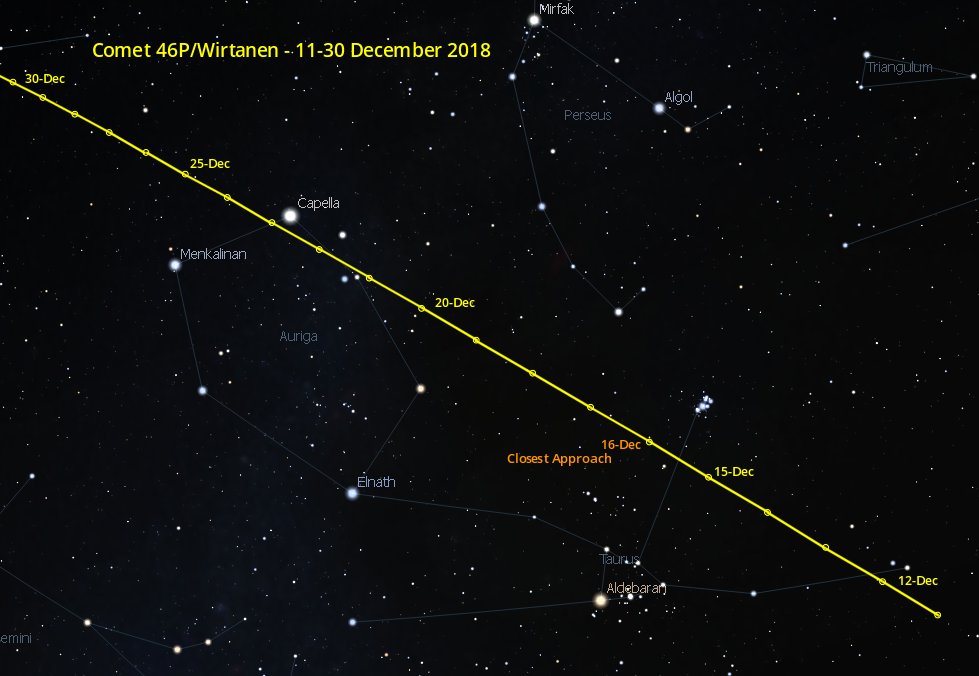 Mirfak
Comet 46P/Wirtanen - 11-30 December 2018
Triangulum
30-Dec
Algol
Perseus
25-Dec
Capella
Menkalinan
20-Dec
Auriga
16-Dec
Closest Approach
15-Dec
Elnath
Taurus
12-Dec
Aldebaran
emini